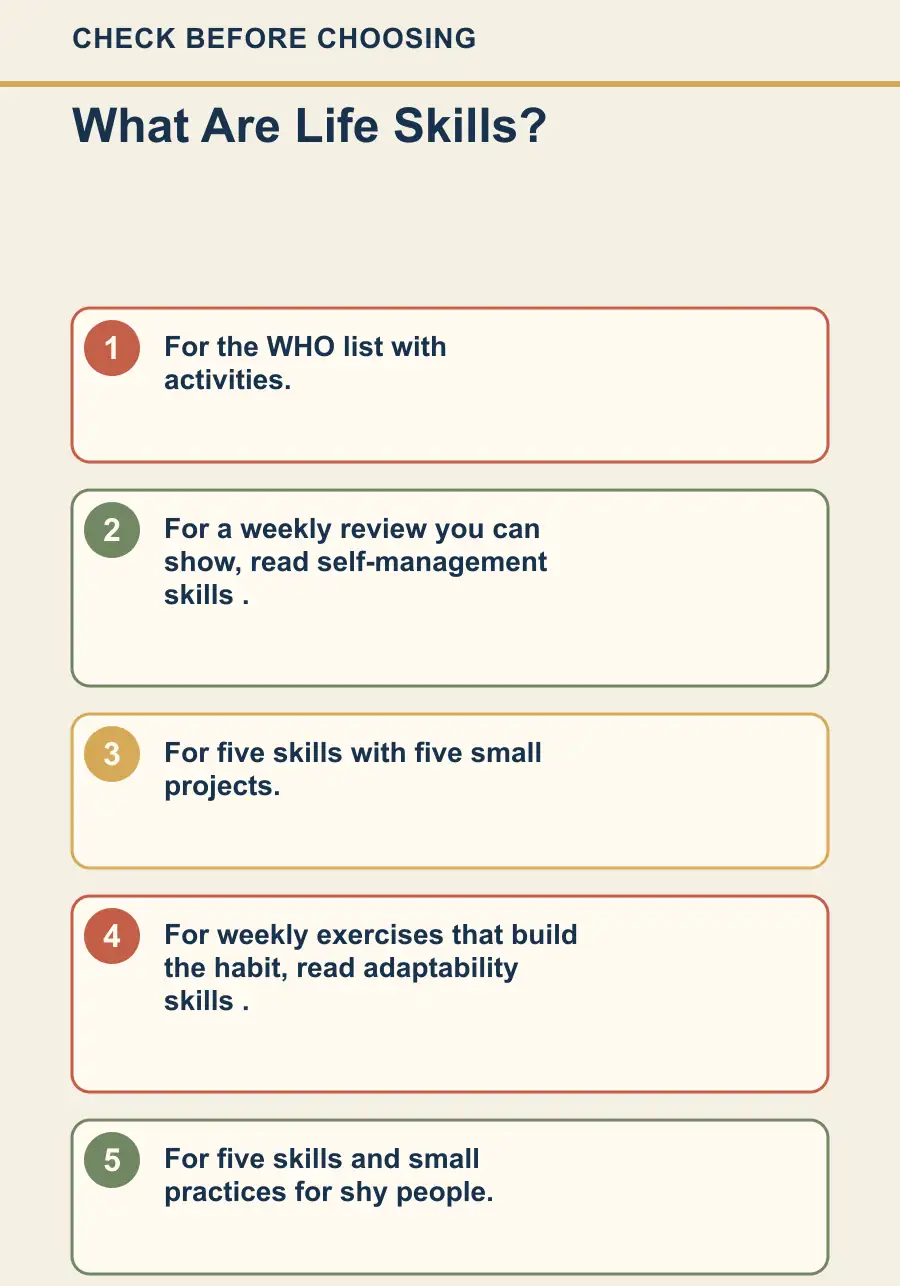 CHECK BEFORE CHOOSING
What Are Life Skills?
1
For the WHO list with
activities.
2
For a weekly review you can
show, read self-management
skills .
3
For five skills with five small
projects.
4
For weekly exercises that build
the habit, read adaptability
skills .
5
For five skills and small
practices for shy people.